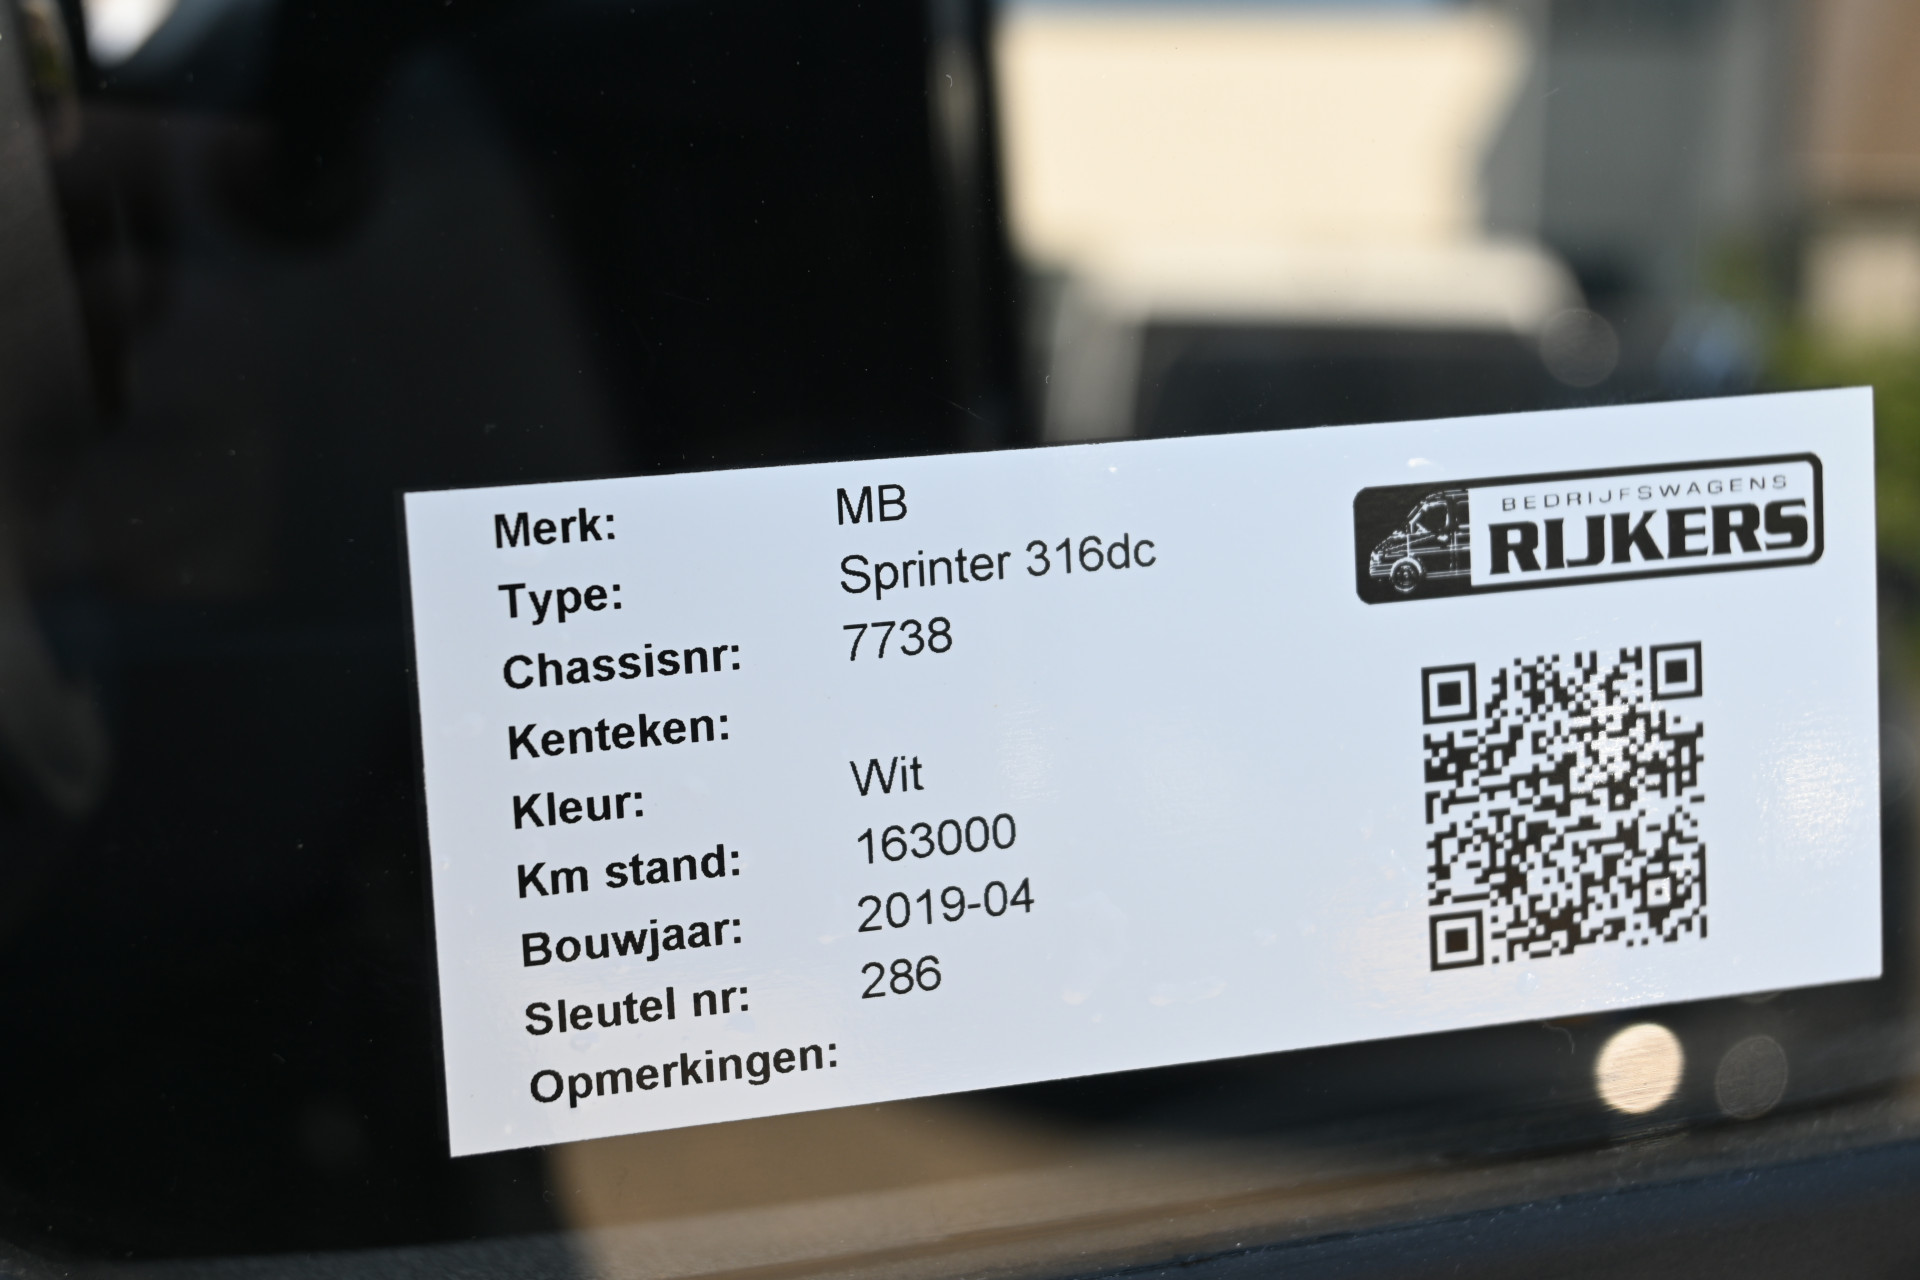 Merk: MB
Type: Sprinter 316dc
Chassisnr: 7738
Kenteken:
Kleur: Wit
Km stand: 163000
Bouwjaar: 2019-04
Sleutel nr: 286
Opmerkingen:
BEDRIJFSWAGENS
RIJKERS